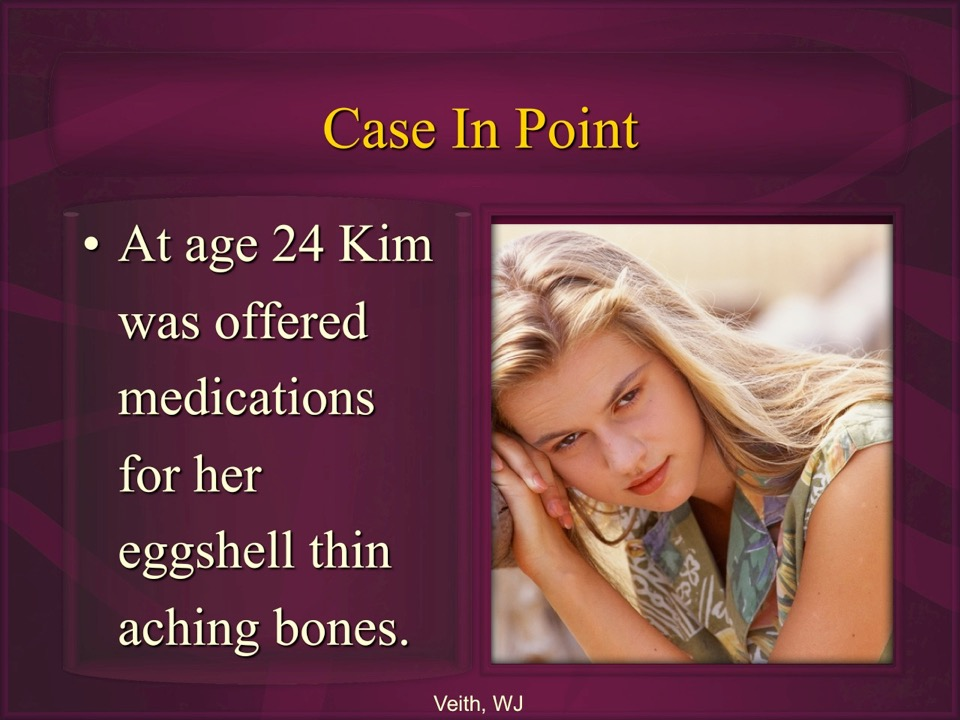 Case In Point
• At age 24 Kim
was offered
medications
for her
eggshell thin
aching bones.
Veith, WJ